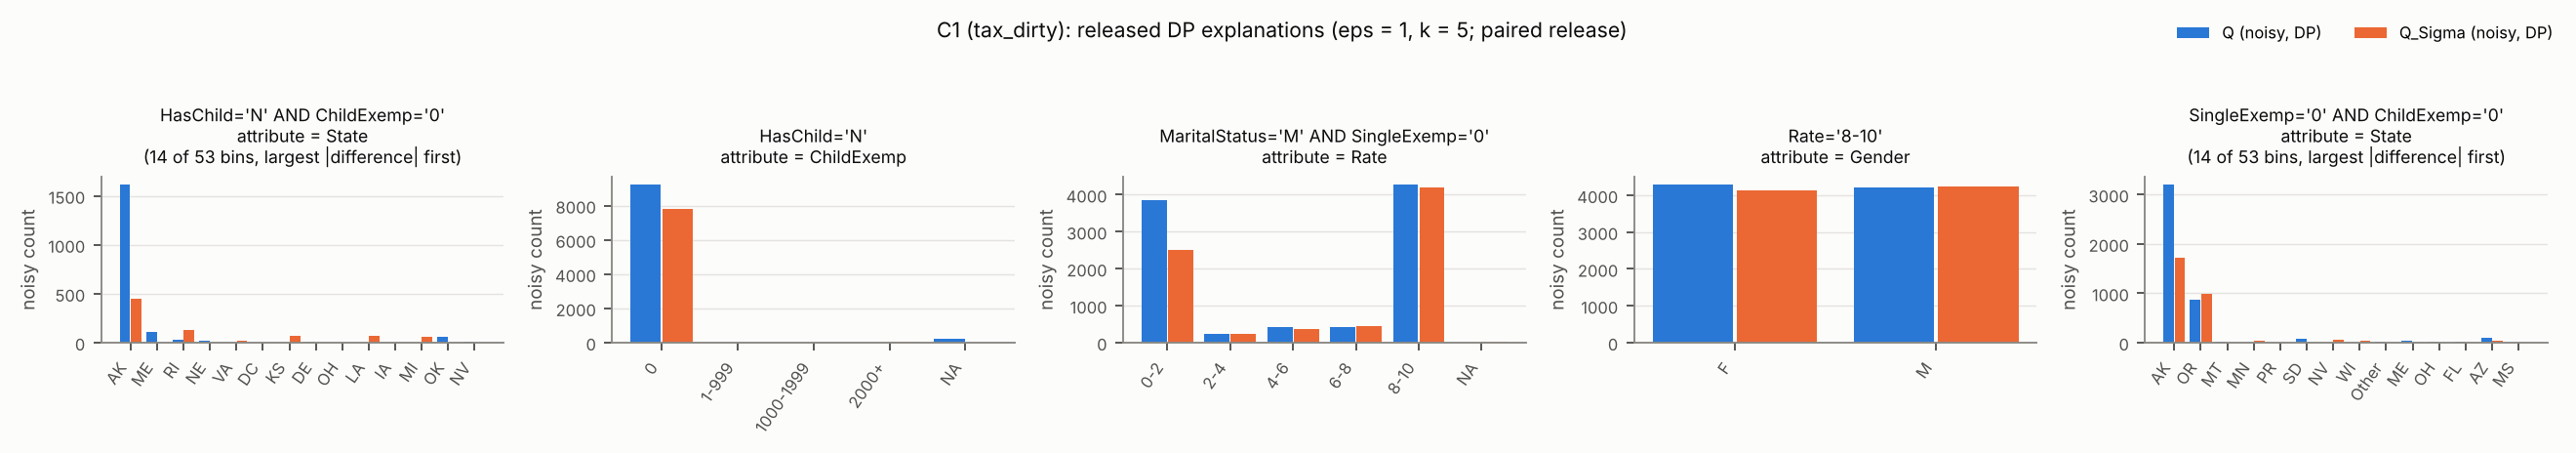 C1 (tax_dirty): released DP explanations (eps = 1, k = 5; paired release)
Q (noisy, DP)
Q_Sigma (noisy, DP)
HasChild='N' AND ChildExemp='0'
attribute = State
(14 of 53 bins, largest |difference| first)
noisy count
1500
1000
500
0
AK
ME
RI
NE
VA
DC
KS
DE
OH
LA
IA
MI
OK
NV
HasChild='N'
attribute = ChildExemp
noisy count
8000
6000
4000
2000
0
0
1-999
1000-1999
2000+
NA
MaritalStatus='M' AND SingleExemp='0'
attribute = Rate
noisy count
4000
3000
2000
1000
0
0-2
2-4
4-6
6-8
8-10
NA
Rate='8-10'
attribute = Gender
noisy count
4000
3000
2000
1000
0
F
M
SingleExemp='0' AND ChildExemp='0'
attribute = State
(14 of 53 bins, largest |difference| first)
noisy count
3000
2000
1000
0
AK
OR
MT
MN
PR
SD
NV
WI
Other
ME
OH
FL
AZ
MS